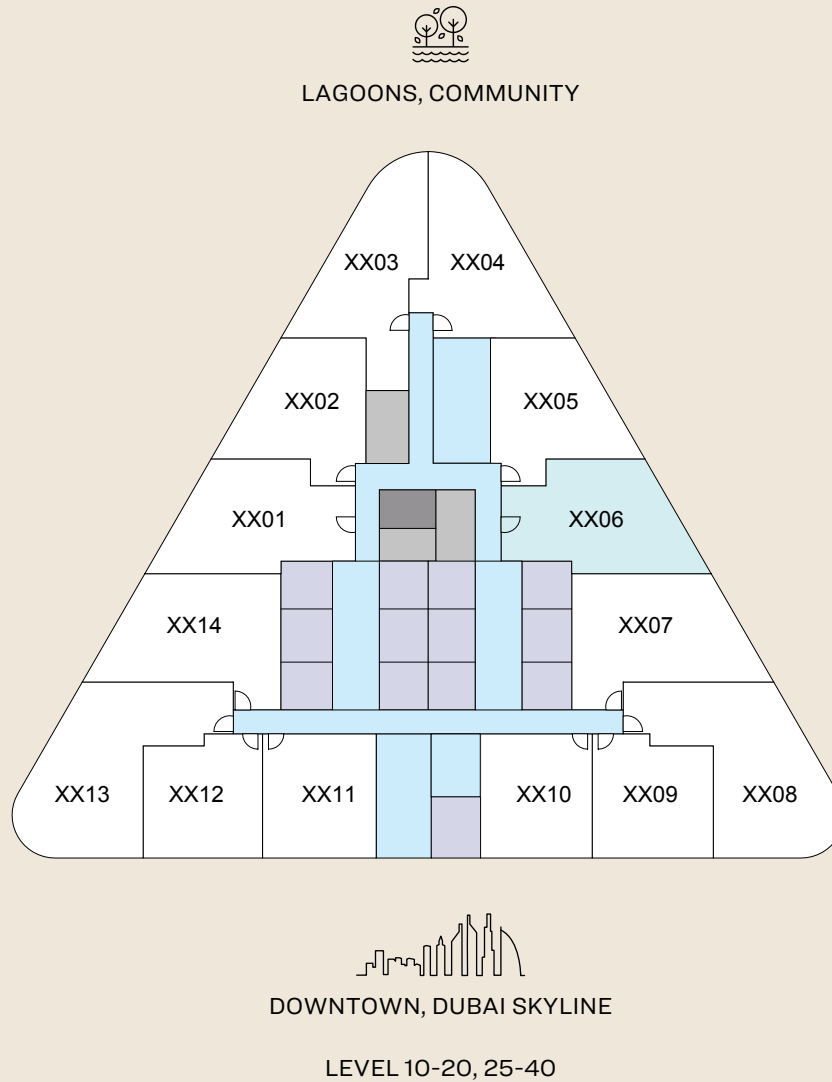 LAGOONS, COMMUNITY
XX03
XX04
XX02
XX05
XX01
XX06
XX14
XX07
XX13
XX12
XX11
XX10
XX09
XX08
DOWNTOWN, DUBAI SKYLINE
LEVEL 10-20, 25-40